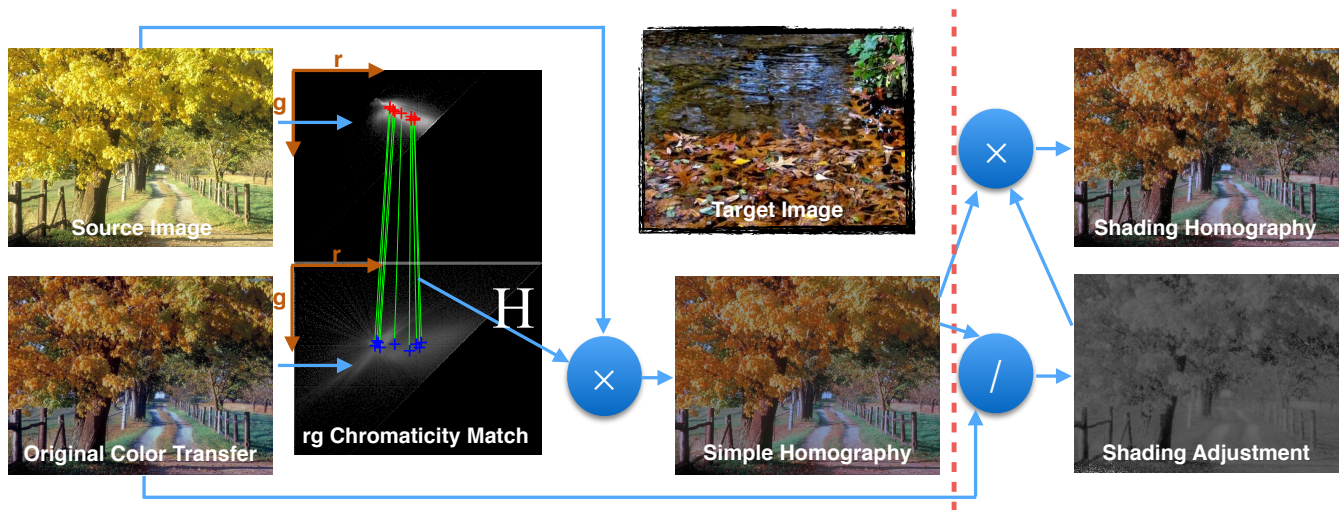 r
g
Source Image
r
g
H
Original Color Transfer
rg Chromaticity Match
×
Target Image
Simple Homography
×
/
Shading Homography
Shading Adjustment